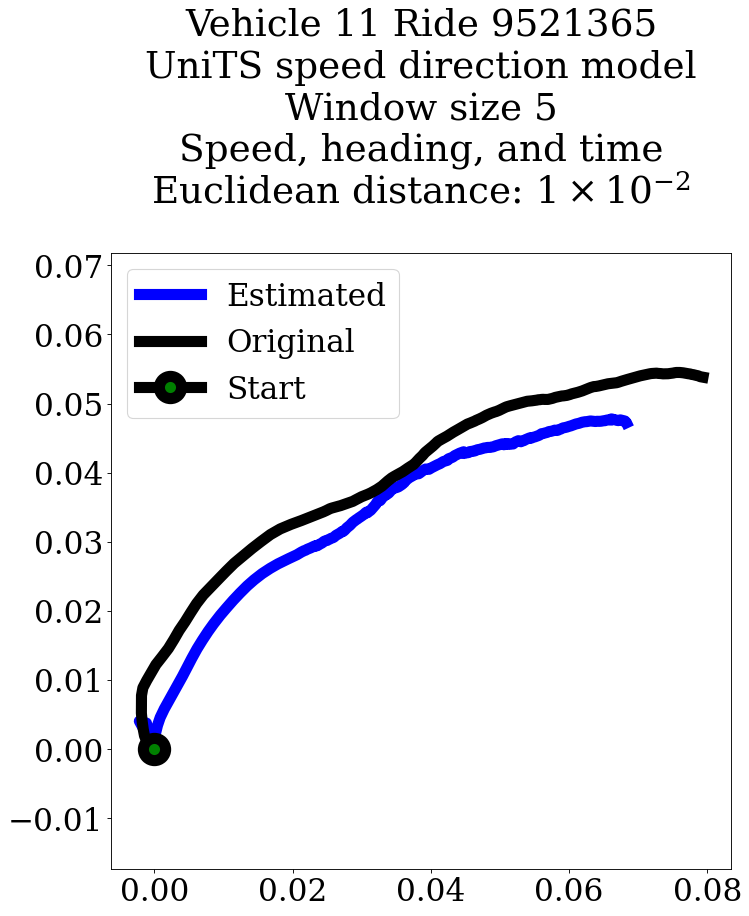 Vehicle 11 Ride 9521365
UniTS speed direction model
Window size 5
Speed, heading, and time
Euclidean distance: 1 × 10⁻²
Estimated
Original
Start
0.07
0.06
0.05
0.04
0.03
0.02
0.01
0.00
−0.01
0.00 0.02 0.04 0.06 0.08